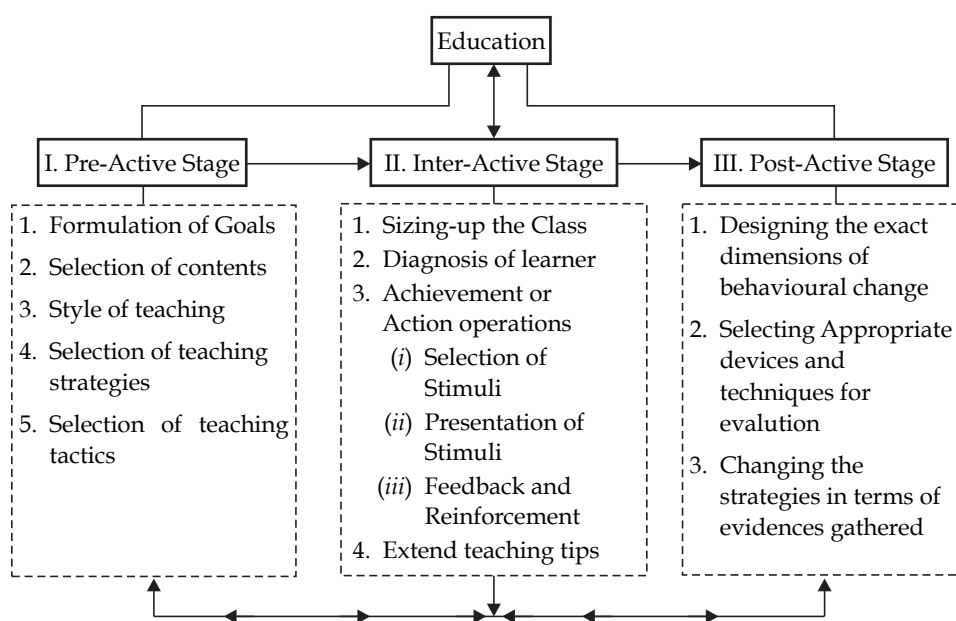 Education
I. Pre-Active Stage
II. Inter-Active Stage
III. Post-Active Stage
1. Formulation of Goals
2. Selection of contents
3. Style of teaching
4. Selection of teaching
strategies
5. Selection of teaching
tactics
1. Sizing-up the Class
2. Diagnosis of learner
3. Achievement or
Action operations
(i) Selection of
Stimuli
(ii) Presentation of
Stimuli
(iii) Feedback and
Reinforcement
4. Extend teaching tips
1. Designing the exact
dimensions of
behavioural change
2. Selecting Appropriate
devices and
techniques for
evalution
3. Changing the
strategies in terms of
evidences gathered